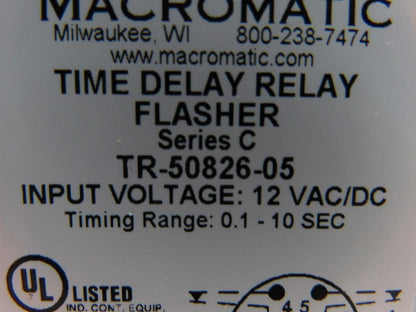 MACROMATIC
Milwaukee, WI 800-238-7474
www.macromatic.com
TIME DELAY RELAY
FLASHER
Series C
TR-50826-05
INPUT VOLTAGE: 12 VAC/DC
Timing Range: 0.1 - 10 SEC
UL LISTED
IND. CONT. EQUIP.
4 5